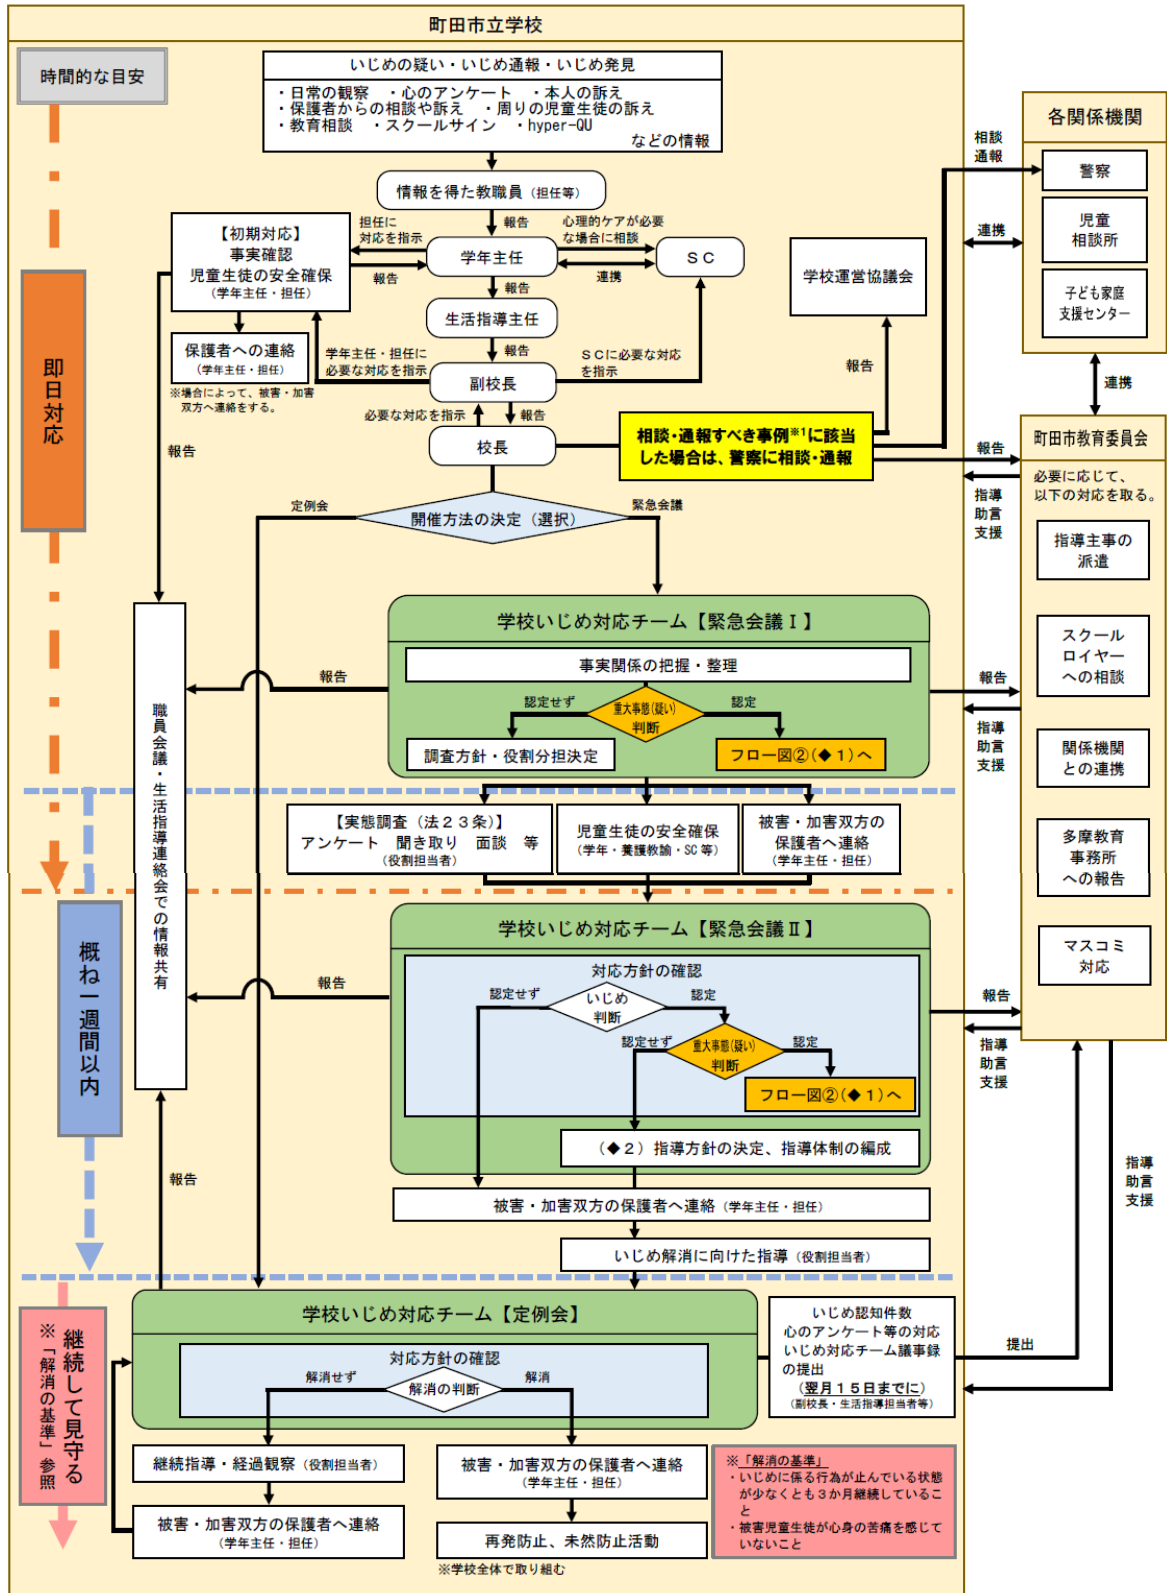 町田市立学校
時間的な目安
いじめの疑い・いじめ通報・いじめ発見
・日常の観察　・心のアンケート　・本人の訴え
・保護者からの相談や訴え　・周りの児童生徒の訴え
・教育相談　・スクールサイン　・hyper-QU
などの情報
情報を得た教職員（担任等）
報告
担任に
対応を指示
心理的ケアが必要
な場合に相談
【初期対応】
事実確認
児童生徒の安全確保
（学年主任・担任）
報告
学年主任
連携
ＳＣ
報告
生活指導主任
報告
保護者への連絡
（学年主任・担任）
※場合によって、被害・加害
双方へ連絡をする。
学年主任・担任に
必要な対応を指示
副校長
ＳＣに必要な対応
を指示
必要な対応を指示
報告
校長
学校運営協議会
報告
相談・通報すべき事例※1に該当
した場合は、警察に相談・通報
相談
通報
連携
各関係機関
警察
児童
相談所
子ども家庭
支援センター
連携
即日対応
報告
定例会
開催方法の決定（選択）
緊急会議
報告
指導
助言
支援
町田市教育委員会
必要に応じて、
以下の対応を取る。
指導主事の
派遣
スクール
ロイヤー
への相談
関係機関
との連携
多摩教育
事務所
への報告
マスコミ
対応
学校いじめ対応チーム【緊急会議Ⅰ】
事実関係の把握・整理
認定せず
重大事態(疑い)
判断
認定
調査方針・役割分担決定
フロー図②(◆１)へ
報告
報告
指導
助言
支援
職員会議・生活指導連絡会での情報共有
【実態調査（法２３条）】
アンケート　聞き取り　面談　等
（役割担当者）
児童生徒の安全確保
（学年・養護教諭・SC 等）
被害・加害双方の
保護者へ連絡
（学年主任・担任）
概ね一週間以内
学校いじめ対応チーム【緊急会議Ⅱ】
対応方針の確認
認定せず
いじめ
判断
認定
認定せず
重大事態(疑い)
判断
認定
フロー図②(◆１)へ
（◆２）指導方針の決定、指導体制の編成
報告
報告
指導
助言
支援
被害・加害双方の保護者へ連絡（学年主任・担任）
いじめ解消に向けた指導（役割担当者）
報告
指導
助言
支援
継続して見守る
※「解消の基準」参照
学校いじめ対応チーム【定例会】
対応方針の確認
解消せず
解消の判断
解消
いじめ認知件数
心のアンケート等の対応
いじめ対応チーム議事録
の提出
（翌月１５日までに）
（副校長・生活指導担当者等）
提出
継続指導・経過観察（役割担当者）
被害・加害双方の保護者へ連絡
（学年主任・担任）
被害・加害双方の保護者へ連絡
（学年主任・担任）
再発防止、未然防止活動
※学校全体で取り組む
※「解消の基準」
・いじめに係る行為が止んでいる状態
が少なくとも３か月継続しているこ
と
・被害児童生徒が心身の苦痛を感じて
いないこと